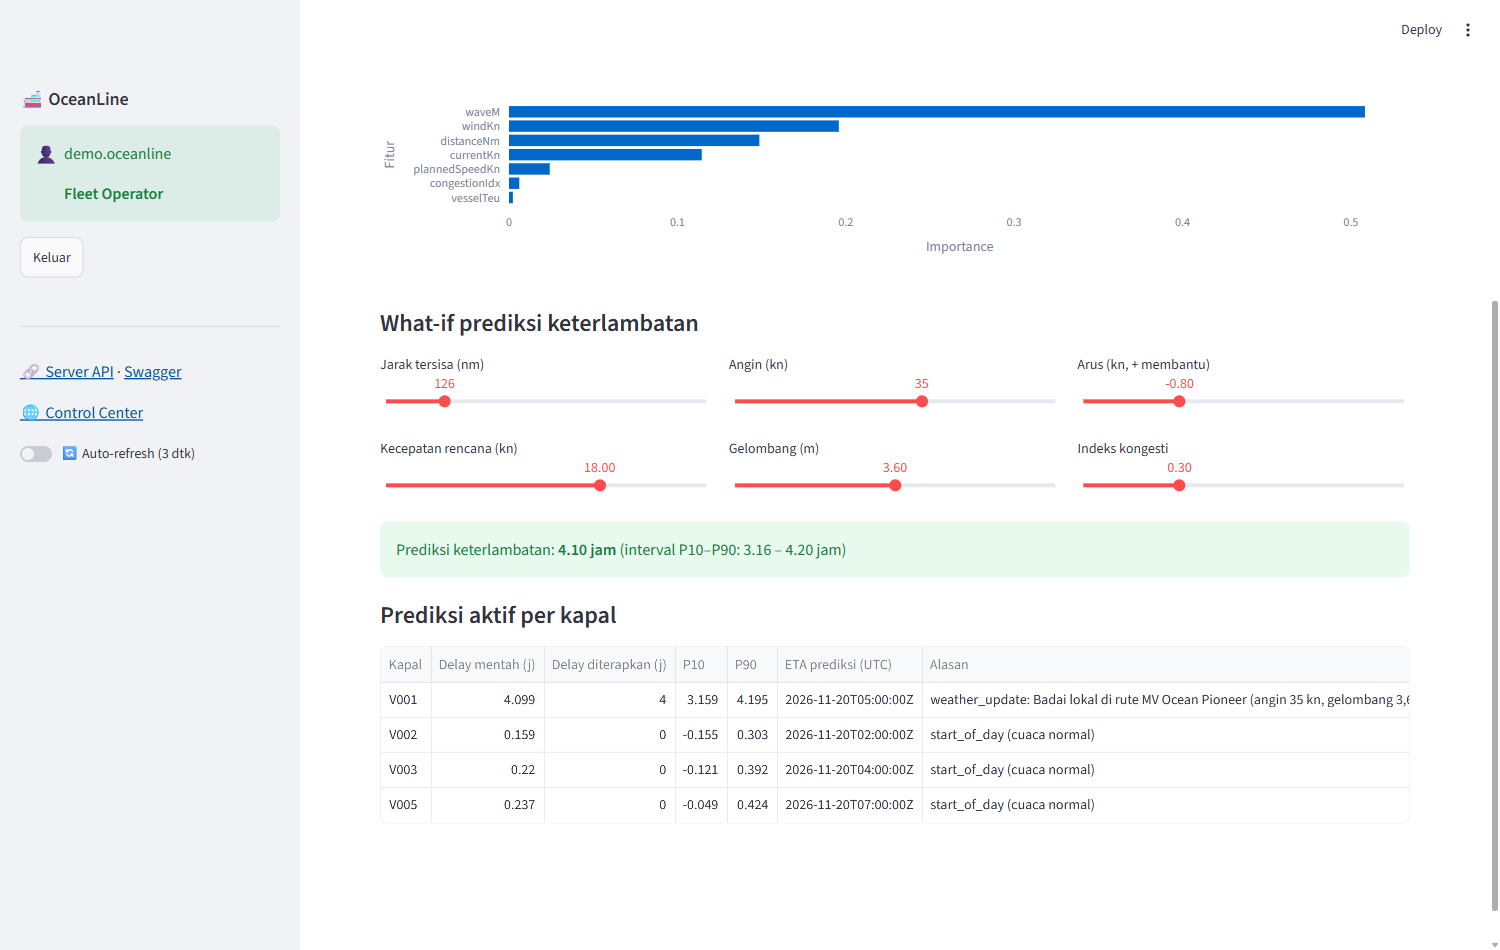 Deploy
OceanLine
demo.oceanline
Fleet Operator
Keluar
Server API · Swagger
Control Center
Auto-refresh (3 dtk)
Fitur
waveM
windKn
distanceNm
currentKn
plannedSpeedKn
congestionIdx
vesselTeu
0 0.1 0.2 0.3 0.4 0.5
Importance
What-if prediksi keterlambatan
Jarak tersisa (nm) Angin (kn) Arus (kn, + membantu)
126 35 -0.80
Kecepatan rencana (kn) Gelombang (m) Indeks kongesti
18.00 3.60 0.30
Prediksi keterlambatan: 4.10 jam (interval P10–P90: 3.16 – 4.20 jam)
Prediksi aktif per kapal
Kapal Delay mentah (j) Delay diterapkan (j) P10 P90 ETA prediksi (UTC) Alasan
V001 4.099 4 3.159 4.195 2026-11-20T05:00:00Z weather_update: Badai lokal di rute MV Ocean Pioneer (angin 35 kn, gelombang 3,6
V002 0.159 0 -0.155 0.303 2026-11-20T02:00:00Z start_of_day (cuaca normal)
V003 0.22 0 -0.121 0.392 2026-11-20T04:00:00Z start_of_day (cuaca normal)
V005 0.237 0 -0.049 0.424 2026-11-20T07:00:00Z start_of_day (cuaca normal)